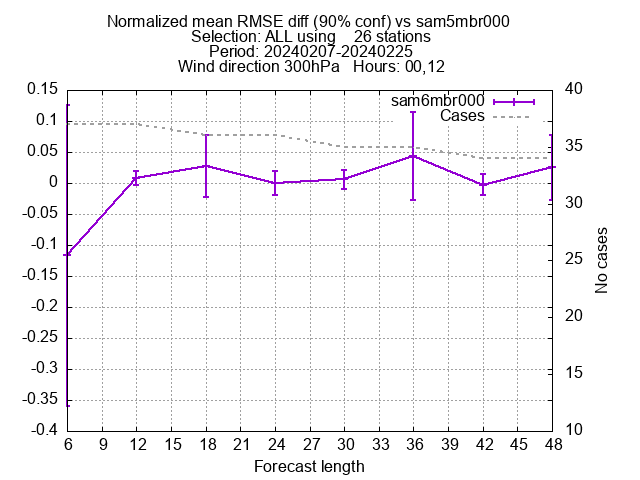 Normalized mean RMSE diff (90% conf) vs sam5mbr000
Selection: ALL using    26 stations
Period: 20240207-20240225
Wind direction 300hPa   Hours: 00,12
sam6mbr000
Cases
0.15
0.1
0.05
0
-0.05
-0.1
-0.15
-0.2
-0.25
-0.3
-0.35
-0.4
40
35
30
25
20
15
10
No cases
6 9 12 15 18 21 24 27 30 33 36 39 42 45 48
Forecast length